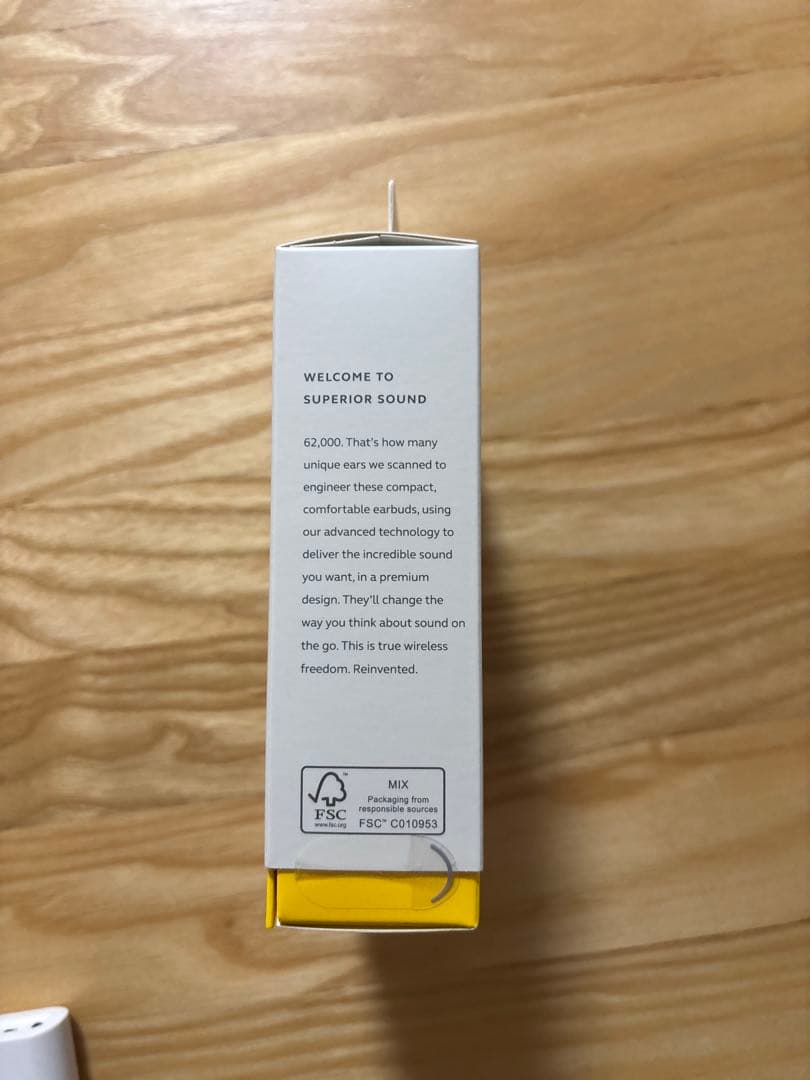 WELCOME TO
SUPERIOR SOUND
62,000. That's how many
unique ears we scanned to
engineer these compact,
comfortable earbuds, using
our advanced technology to
deliver the incredible sound
you want, in a premium
design. They'll change the
way you think about sound on
the go. This is true wireless
freedom. Reinvented.
FSC
www.fsc.org
MIX
Packaging from
responsible sources
FSC™ C010953